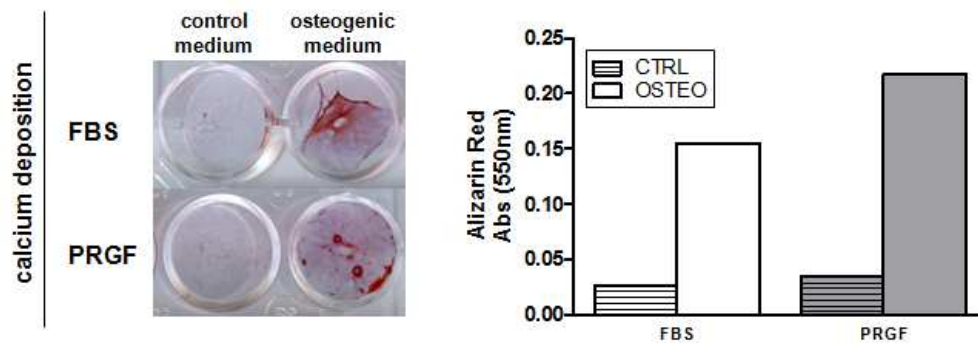 control
medium
osteogenic
medium
calcium deposition
FBS
PRGF
0.25
0.20
0.15
0.10
0.05
0.00
Alizarin Red
Abs (550nm)
CTRL
OSTEO
FBS
PRGF